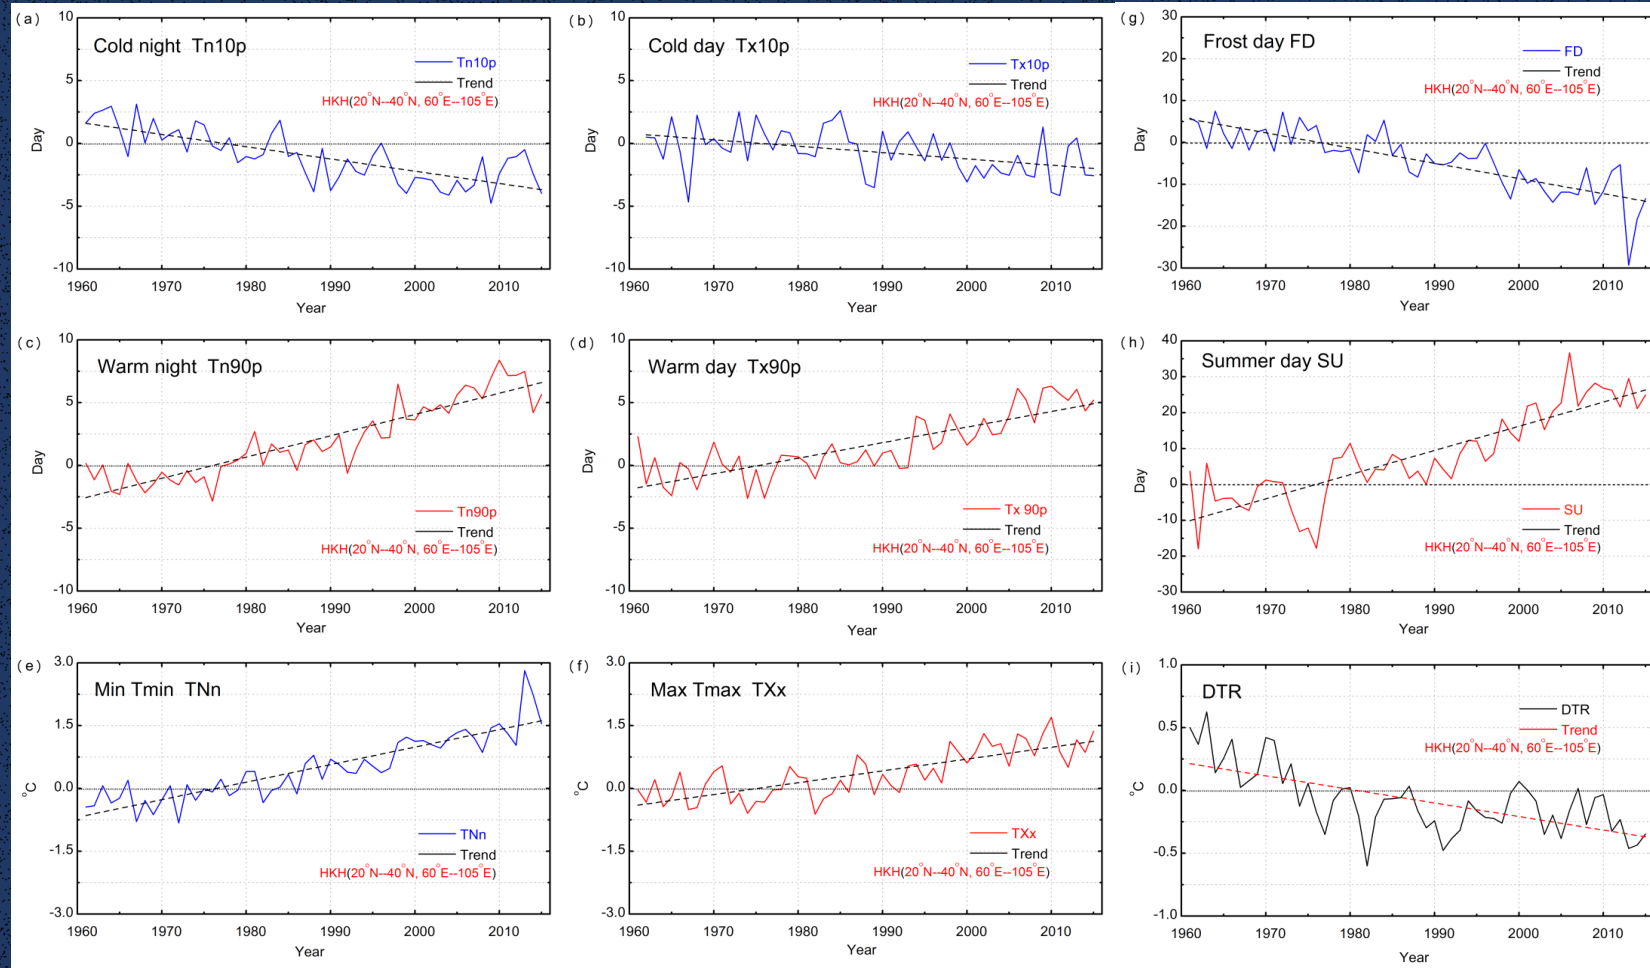 (a)
Cold night Tn10p
Tn10p
Trend
HKH(20°N--40°N, 60°E--105°E)
10
5
0
-5
-10
Day
1960 1970 1980 1990 2000 2010
Year
(b)
Cold day Tx10p
Tx10p
Trend
HKH(20°N--40°N, 60°E--105°E)
10
5
0
-5
-10
Day
1960 1970 1980 1990 2000 2010
Year
(g)
Frost day FD
FD
Trend
HKH(20°N--40°N, 60°E--105°E)
30
20
10
0
-10
-20
-30
Day
1960 1970 1980 1990 2000 2010
Year
(c)
Warm night Tn90p
Tn90p
Trend
HKH(20°N--40°N, 60°E--105°E)
10
5
0
-5
-10
Day
1960 1970 1980 1990 2000 2010
Year
(d)
Warm day Tx90p
Tx 90p
Trend
HKH(20°N--40°N, 60°E--105°E)
10
5
0
-5
-10
Day
1960 1970 1980 1990 2000 2010
Year
(h)
Summer day SU
SU
Trend
HKH(20°N--40°N, 60°E--105°E)
40
30
20
10
0
-10
-20
-30
Day
1960 1970 1980 1990 2000 2010
Year
(e)
Min Tmin TNn
TNn
Trend
HKH(20°N--40°N, 60°E--105°E)
3.0
1.5
0.0
-1.5
-3.0
°C
1960 1970 1980 1990 2000 2010
Year
(f)
Max Tmax TXx
TXx
Trend
HKH(20°N--40°N, 60°E--105°E)
3.0
1.5
0.0
-1.5
-3.0
°C
1960 1970 1980 1990 2000 2010
Year
(i)
DTR
DTR
Trend
HKH(20°N--40°N, 60°E--105°E)
1.0
0.5
0.0
-0.5
-1.0
°C
1960 1970 1980 1990 2000 2010
Year